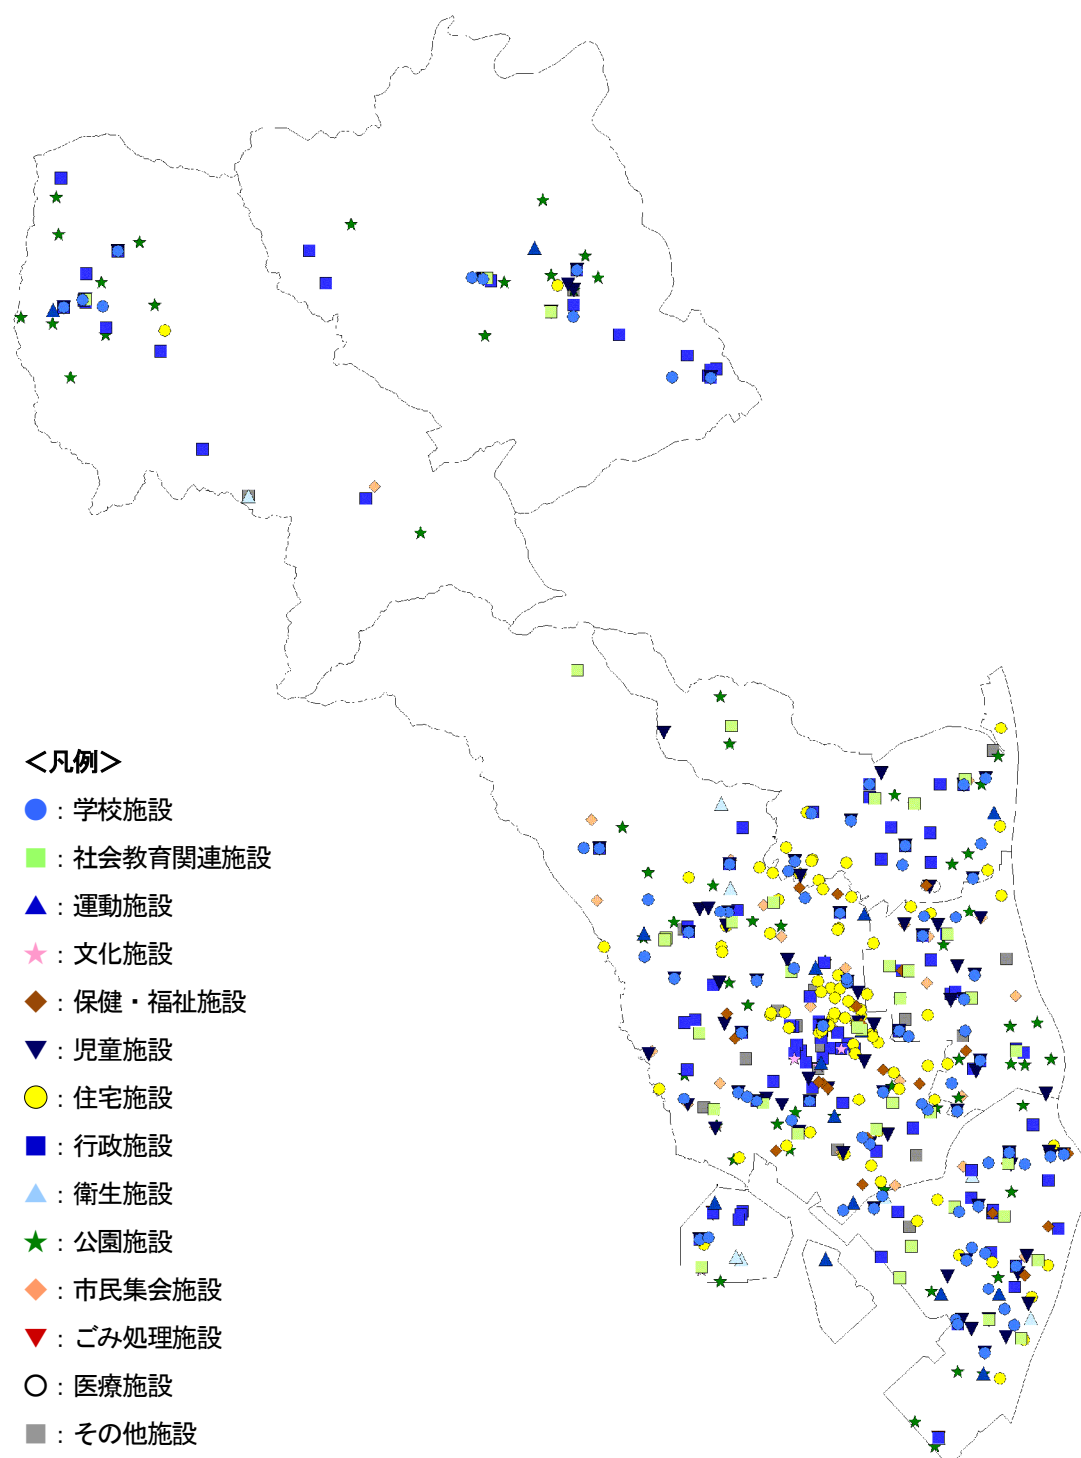 ＜凡例＞
：学校施設
：社会教育関連施設
：運動施設
：文化施設
：保健・福祉施設
：児童施設
：住宅施設
：行政施設
：衛生施設
：公園施設
：市民集会施設
：ごみ処理施設
：医療施設
：その他施設